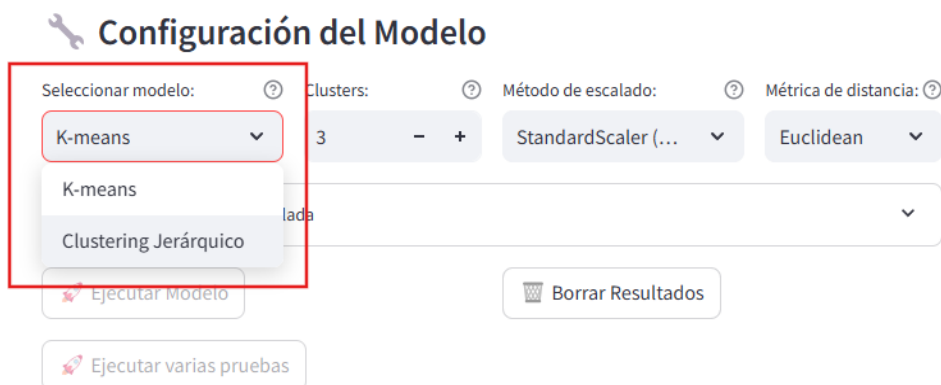 Configuración del Modelo
Seleccionar modelo: Clusters: Método de escalado: Métrica de distancia:
K-means 3 - + StandardScaler (... Euclidean
K-means
Clustering Jerárquico
Ejecutar Modelo Borrar Resultados
Ejecutar varias pruebas